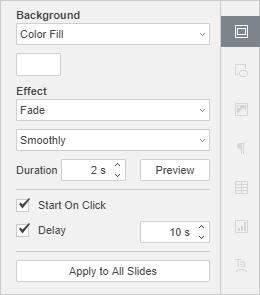 Background
Color Fill
Effect
Fade
Smoothly
Duration 2 s Preview
Start On Click
Delay 10 s
Apply to All Slides